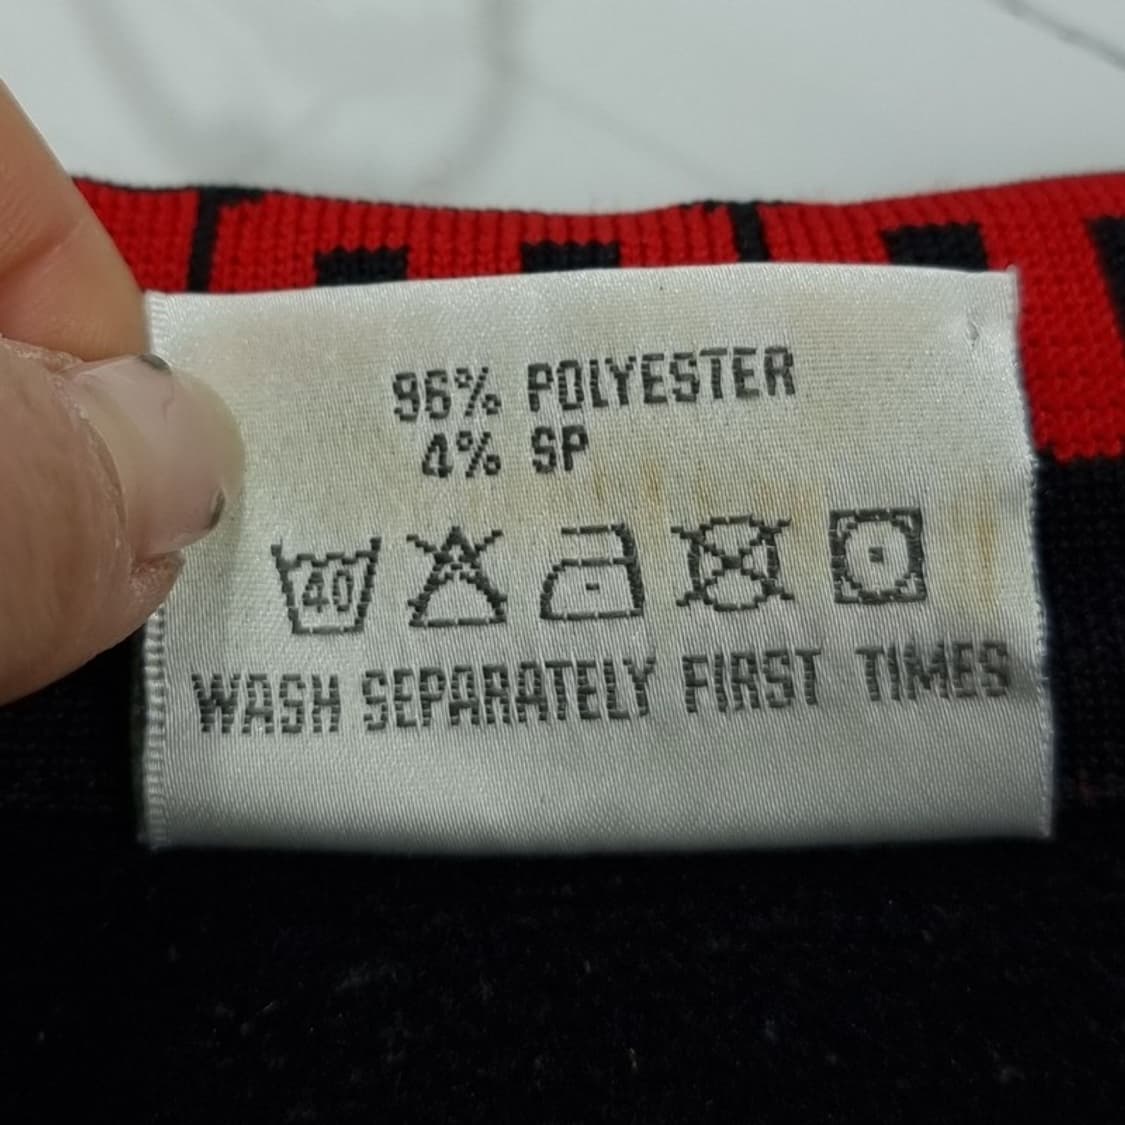 96% POLYESTER
4% SP
40
WASH SEPARATELY FIRST TIMES